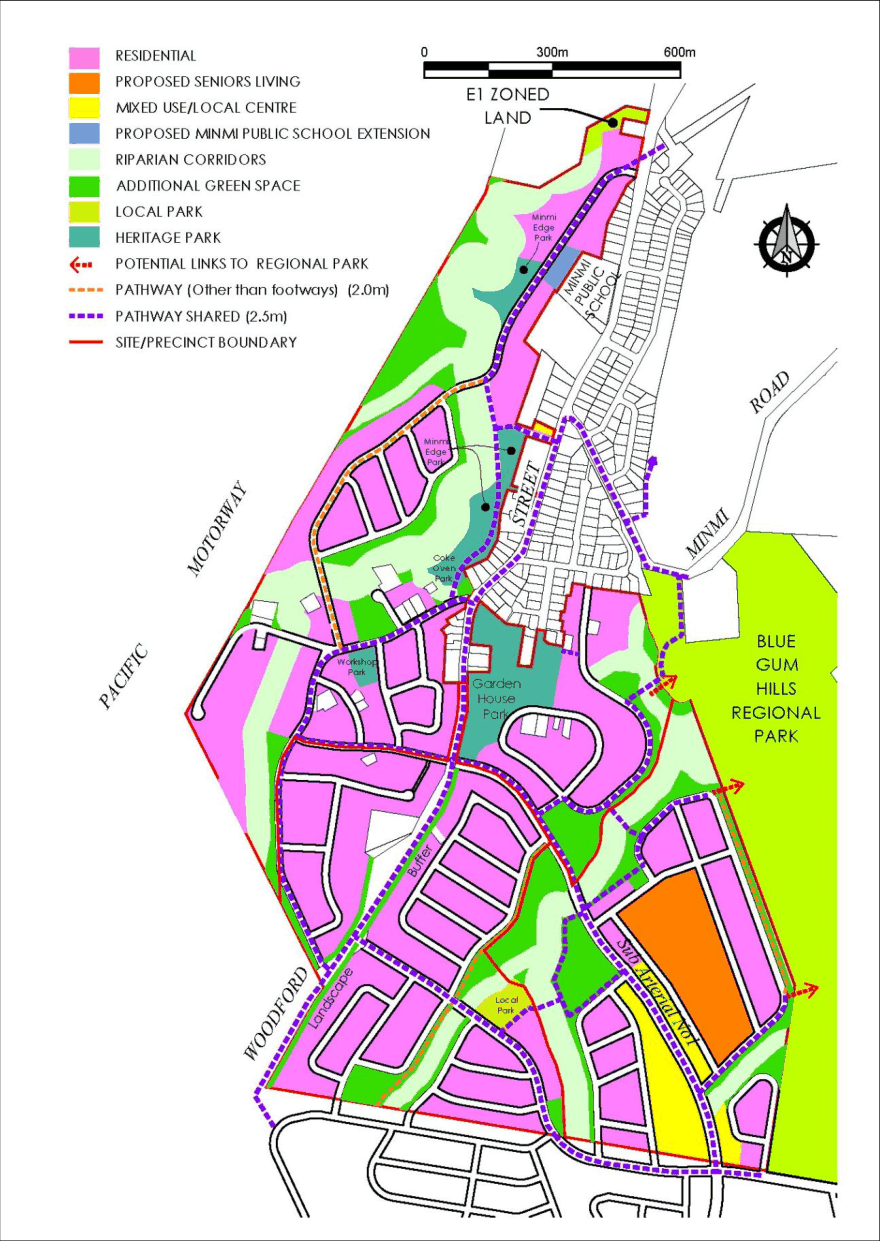 RESIDENTIAL
PROPOSED SENIORS LIVING
MIXED USE/LOCAL CENTRE
PROPOSED MINMI PUBLIC SCHOOL EXTENSION
RIPARIAN CORRIDORS
ADDITIONAL GREEN SPACE
LOCAL PARK
HERITAGE PARK
POTENTIAL LINKS TO REGIONAL PARK
PATHWAY (Other than footways) (2.0m)
PATHWAY SHARED (2.5m)
SITE/PRECINCT BOUNDARY
0 300m 600m
E1 ZONED
LAND
Minmi
Edge
Park
MINMI
PUBLIC
SCHOOL
N
ROAD
MINMI
Minmi
Edge
Park
STREET
MOTORWAY
PACIFIC
Coke
Oven
Park
Workshop
Park
Garden
House
Park
BLUE
GUM
HILLS
REGIONAL
PARK
Buffer
Landscape
WOODFORD
Local
Park
Sub Arterial No1